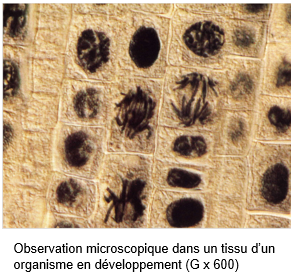 Observation microscopique dans un tissu d'un
organisme en développement (G x 600)